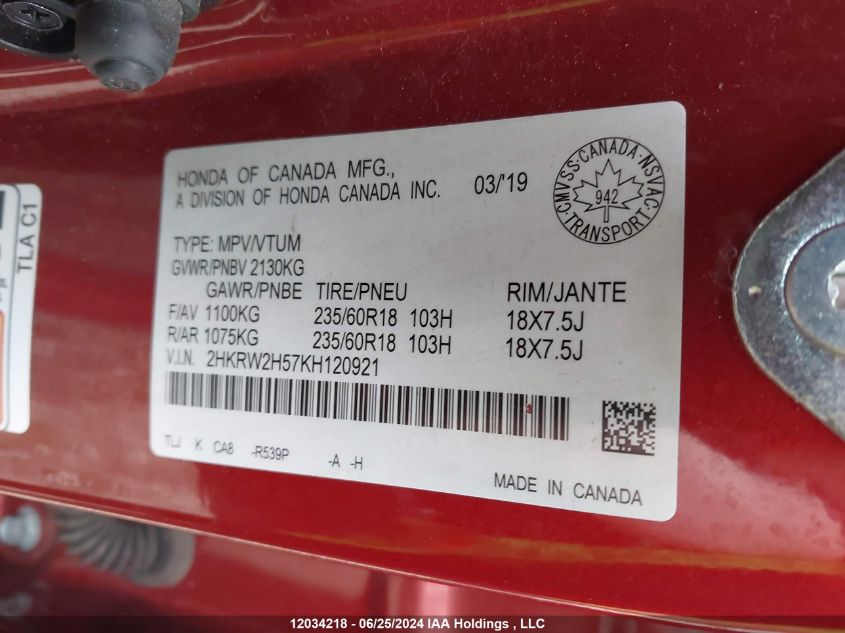 HONDA OF CANADA MFG.,
A DIVISION OF HONDA CANADA INC. 03/'19
CMVSS·CANADA·NSVAC·TRANSPORT·
942
TYPE: MPV/VTUM
GVWR/PNBV 2130KG
GAWR/PNBE TIRE/PNEU RIM/JANTE
F/AV 1100KG 235/60R18 103H 18X7.5J
R/AR 1075KG 235/60R18 103H 18X7.5J
V.I.N. 2HKRW2H57KH120921
TLJ K CA8 -R539P -A -H
MADE IN CANADA
TLA C1
12034218 - 06/25/2024 IAA Holdings , LLC